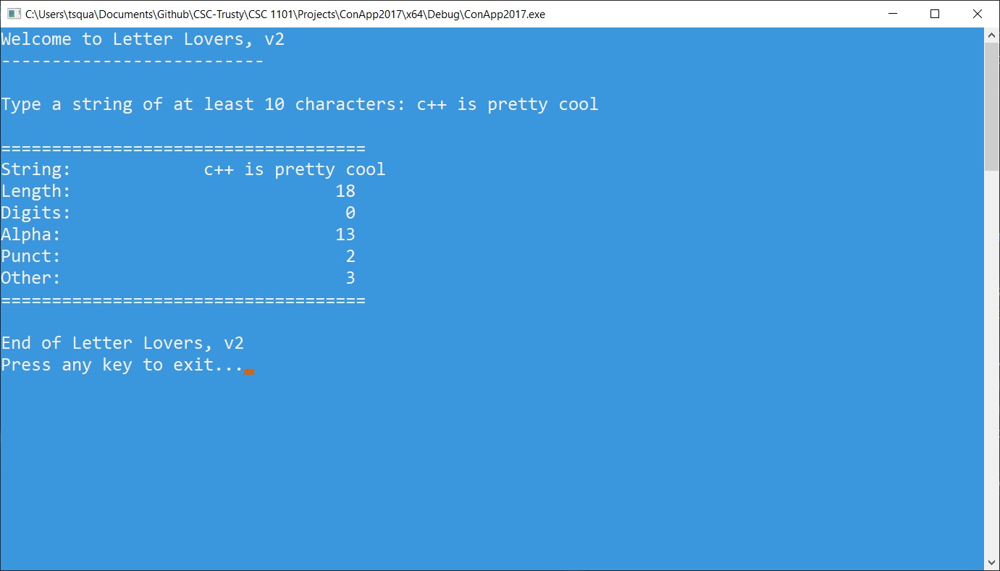 C:\Users\tsqua\Documents\Github\CSC-Trusty\CSC 1101\Projects\ConApp2017\x64\Debug\ConApp2017.exe
Welcome to Letter Lovers, v2
--------------------------
Type a string of at least 10 characters: c++ is pretty cool
====================================
String:             c++ is pretty cool
Length:                          18
Digits:                           0
Alpha:                           13
Punct:                            2
Other:                            3
====================================
End of Letter Lovers, v2
Press any key to exit...